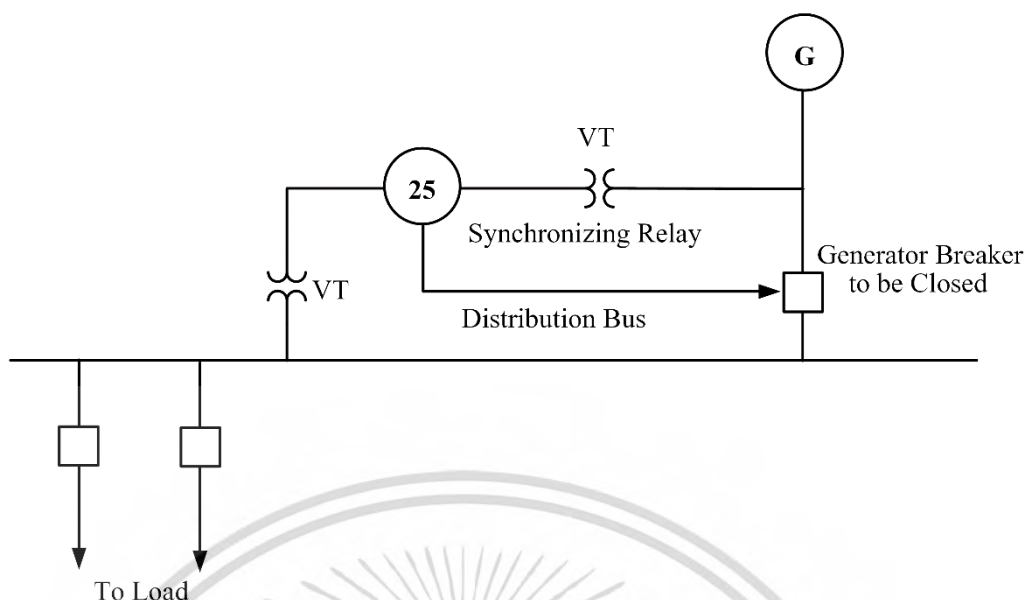 G
VT
25
Synchronizing Relay
Generator Breaker
to be Closed
VT
Distribution Bus
To Load